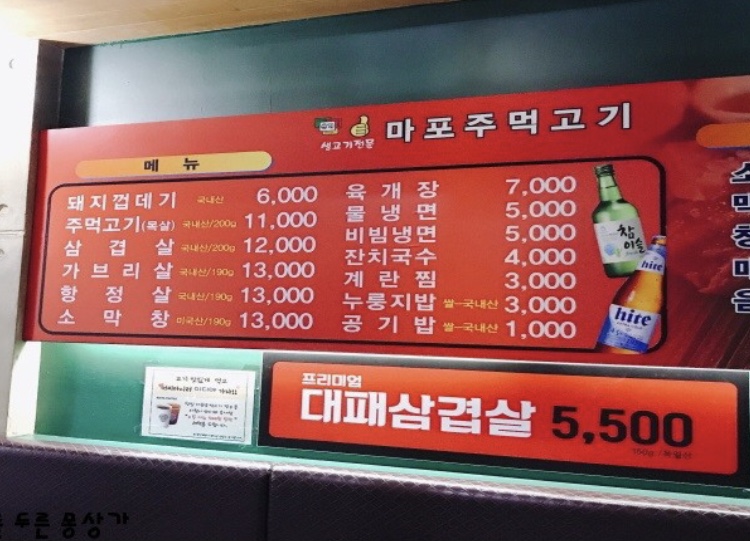 생고기전문 마포주먹고기
메뉴
돼지껍데기 국내산 6,000
주먹고기(목살) 국내산/200g 11,000
삼겹살 국내산/200g 12,000
가브리살 국내산/190g 13,000
항정살 국내산/190g 13,000
소막창 미국산/190g 13,000
육개장 7,000
물냉면 5,000
비빔냉면 5,000
잔치국수 4,000
계란찜 3,000
누룽지밥 쌀-국내산 3,000
공기밥 쌀-국내산 1,000
참이슬
hite
hite
프리미엄
대패삼겹살 5,500
두른 몽상가